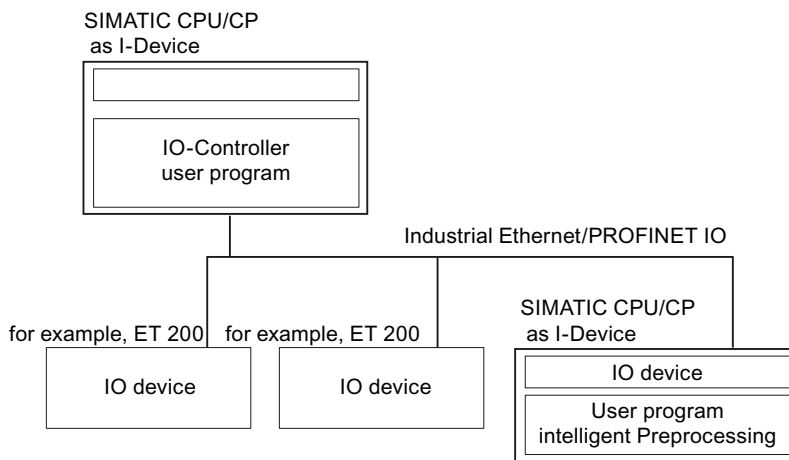 SIMATIC CPU/CP
as I-Device
IO-Controller
user program
Industrial Ethernet/PROFINET IO
for example, ET 200
IO device
for example, ET 200
IO device
SIMATIC CPU/CP
as I-Device
IO device
User program
intelligent Preprocessing